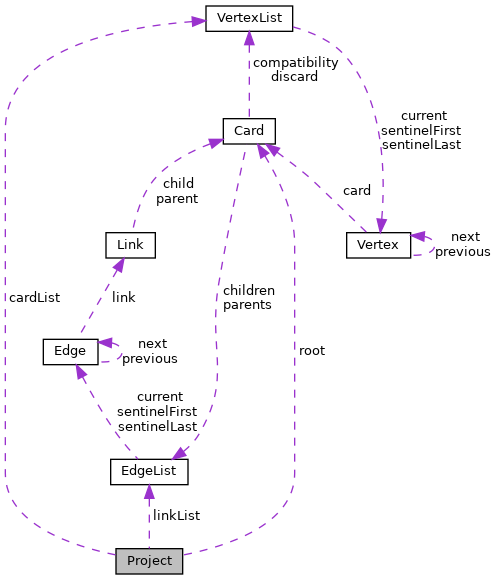 VertexList
compatibility
discard
current
sentinelFirst
sentinelLast
Card
child
parent
card
Link
Vertex
next
previous
cardList
link
children
parents
next
previous
Edge
root
current
sentinelFirst
sentinelLast
EdgeList
linkList
Project